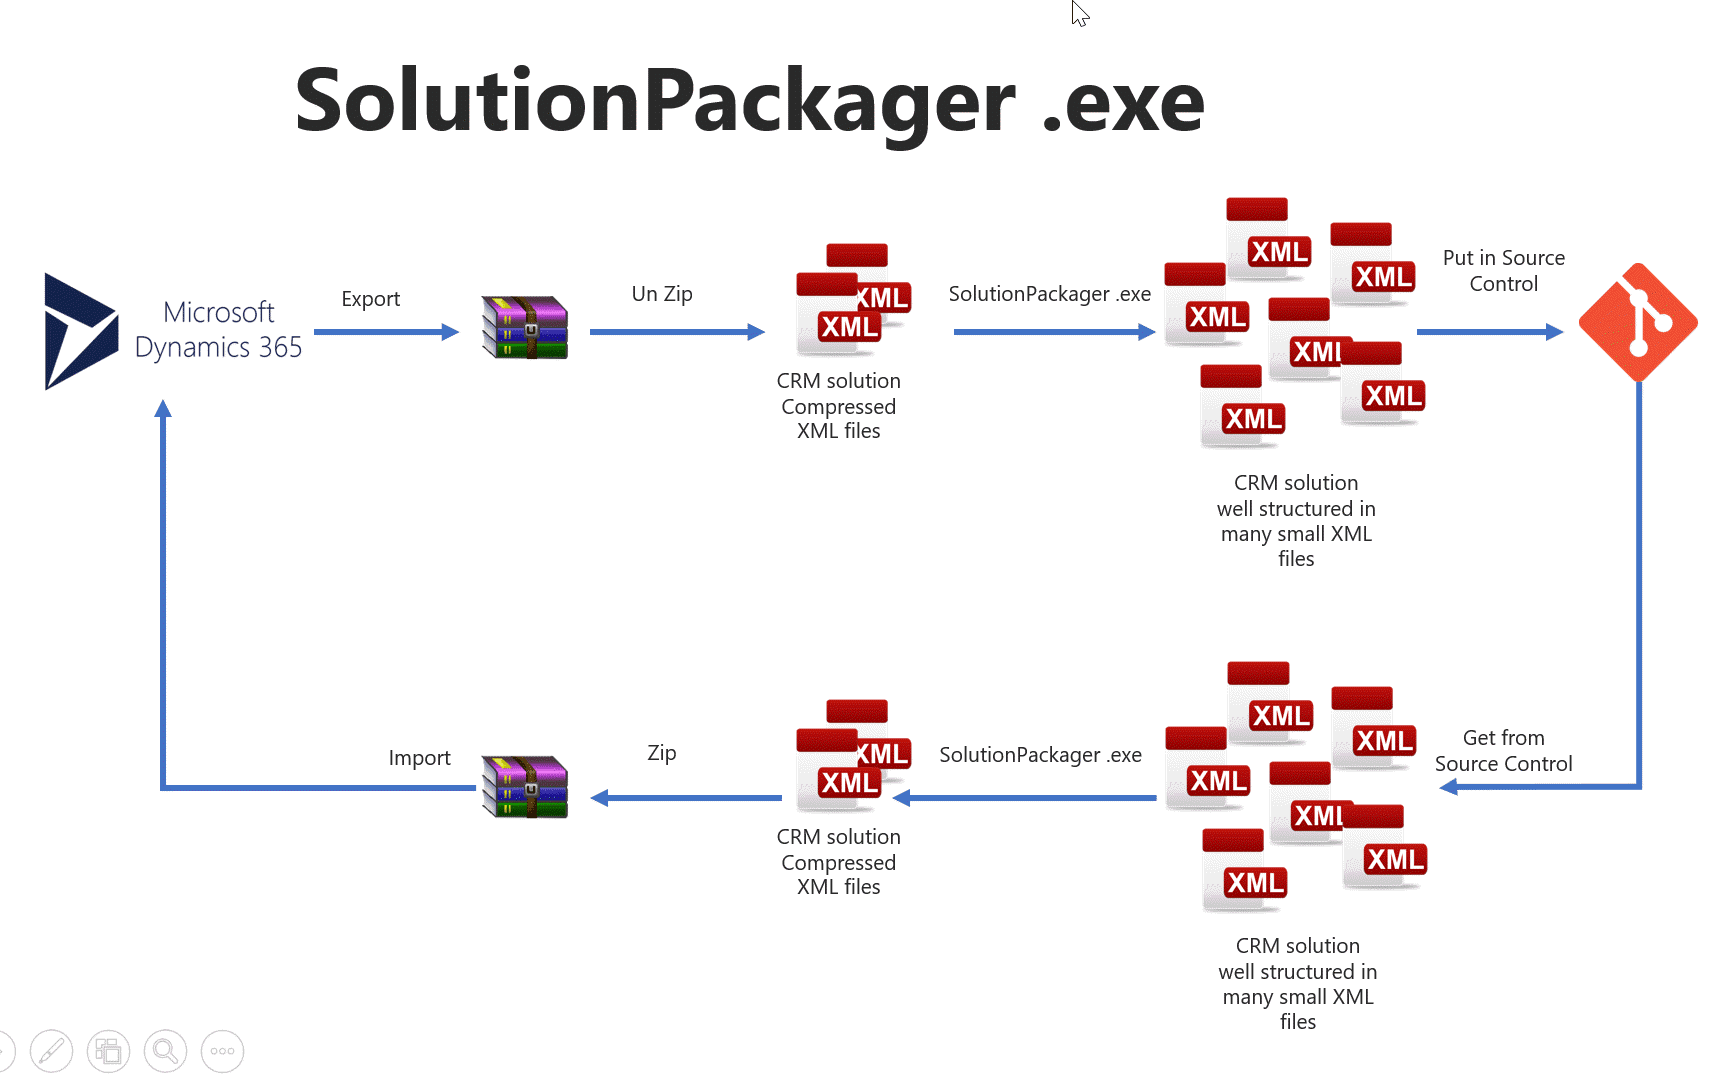 SolutionPackager .exe
Microsoft
Dynamics 365
Export
Un Zip
XML
XML
CRM solution
Compressed
XML files
SolutionPackager .exe
XML
XML
XML
XML
XML
XML
CRM solution
well structured in
many small XML
files
Put in Source
Control
Import
Zip
XML
XML
CRM solution
Compressed
XML files
SolutionPackager .exe
XML
XML
XML
XML
XML
XML
CRM solution
well structured in
many small XML
files
Get from
Source Control